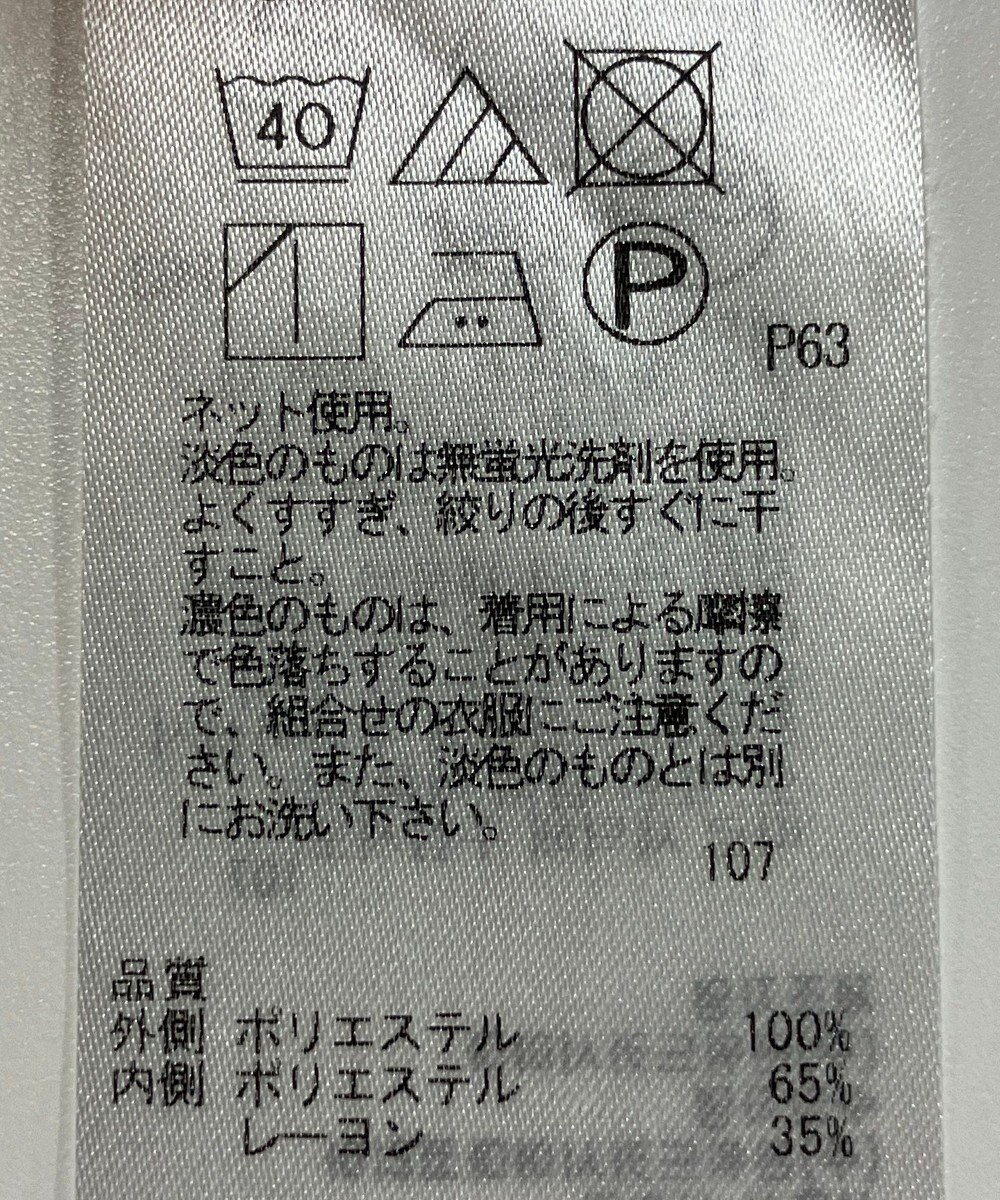 40
P
P63
ネット使用。
淡色のものは無蛍光洗剤を使用。
よくすすぎ、絞りの後すぐに干
すこと。
濃色のものは、着用による摩擦
で色落ちすることがありますの
で、組合せの衣服にご注意くだ
さい。また、淡色のものとは別
にお洗い下さい。
107
品質
外側 ポリエステル 100%
内側 ポリエステル 65%
レーヨン 35%